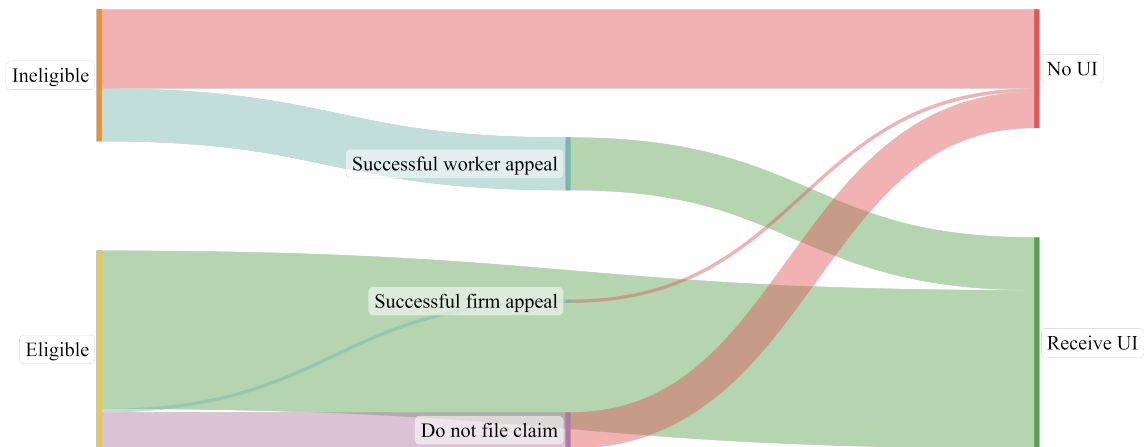 Ineligible
No UI
Successful worker appeal
Successful firm appeal
Eligible
Receive UI
Do not file claim